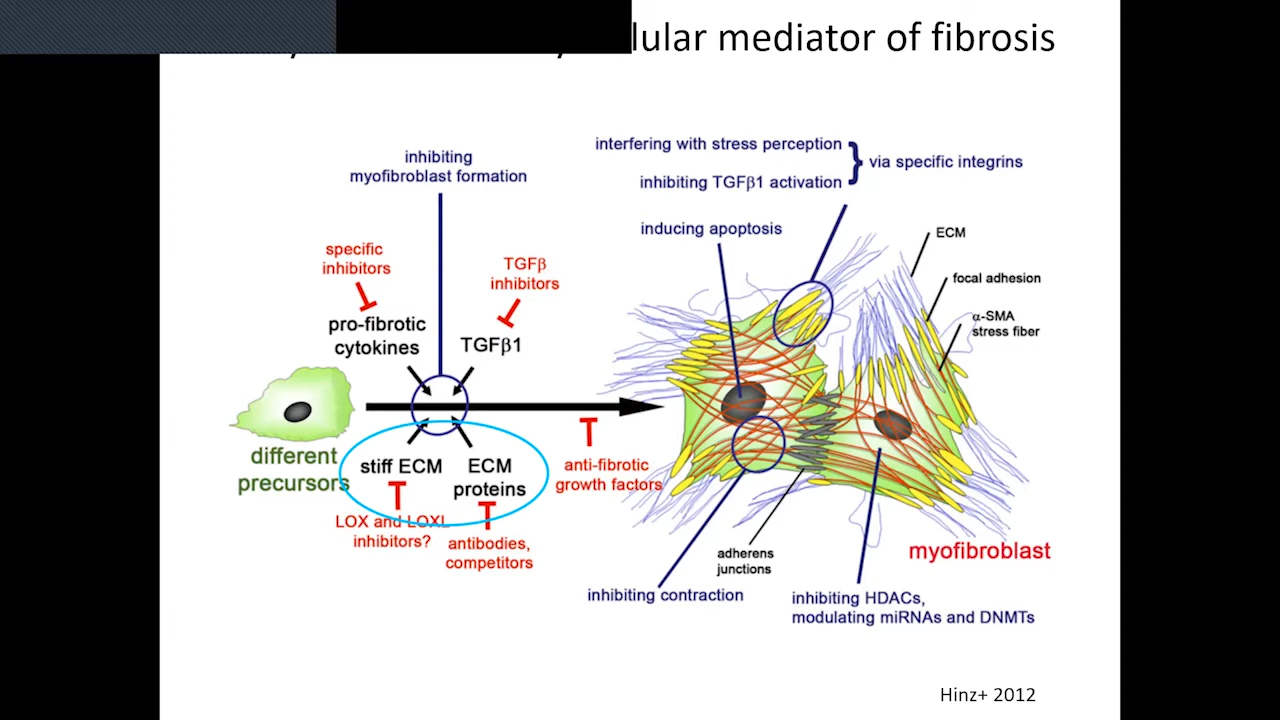 lular mediator of fibrosis
inhibiting
myofibroblast formation
interfering with stress perception
inhibiting TGFβ1 activation
} via specific integrins
inducing apoptosis
ECM
focal adhesion
α-SMA
stress fiber
specific
inhibitors
TGFβ
inhibitors
pro-fibrotic
cytokines
TGFβ1
different
precursors
stiff ECM
ECM
proteins
anti-fibrotic
growth factors
LOX and LOXL
inhibitors?
antibodies,
competitors
adherens
junctions
myofibroblast
inhibiting contraction
inhibiting HDACs,
modulating miRNAs and DNMTs
Hinz+ 2012